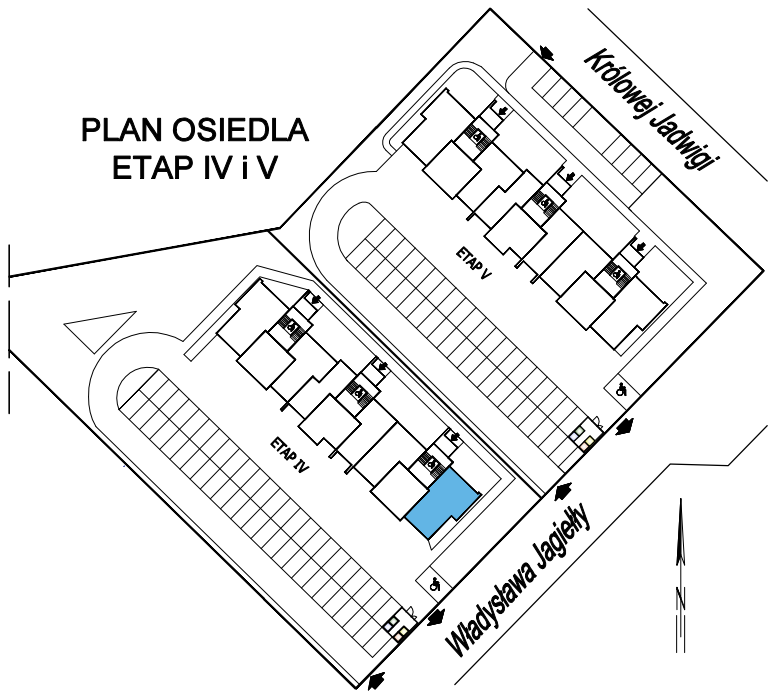 PLAN OSIEDLA
ETAP IV i V
Królowej Jadwigi
ETAP V
ETAP IV
Władysława Jagiełły
N